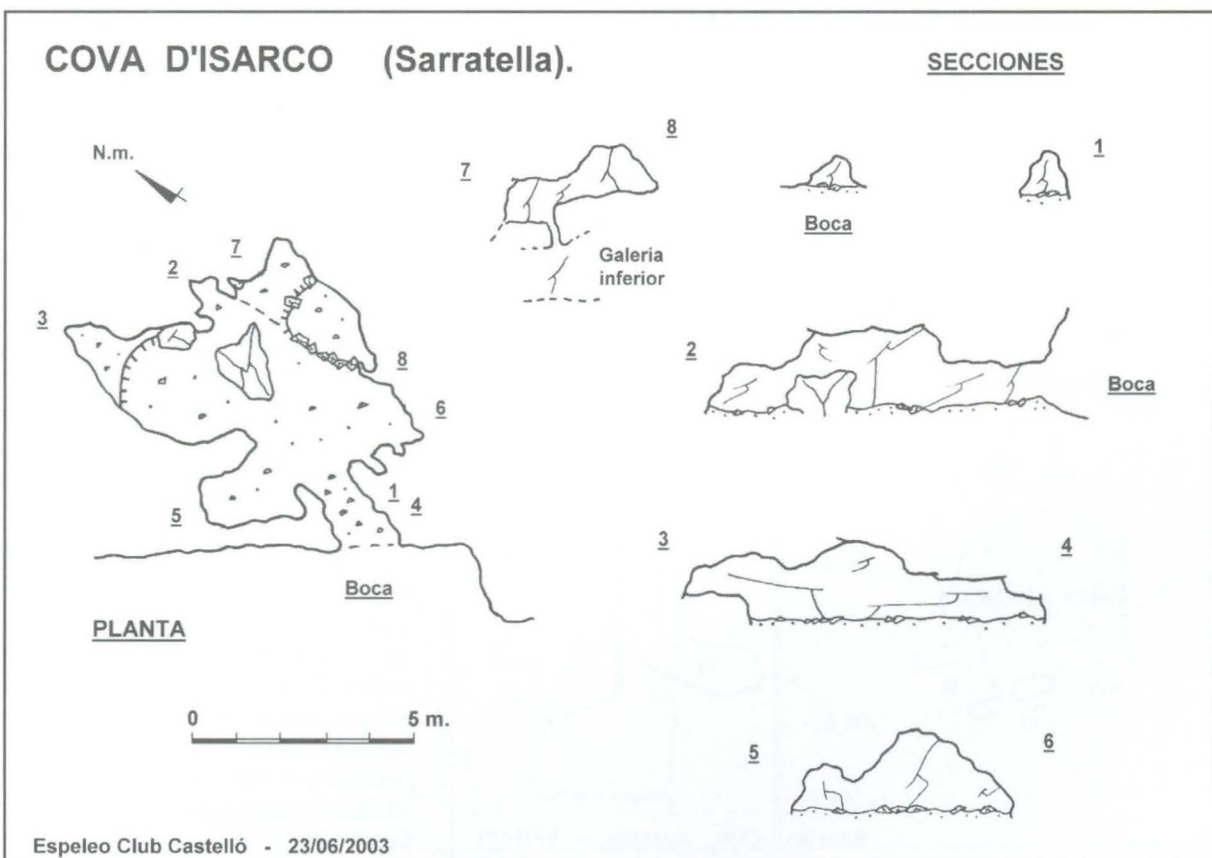 COVA D'ISARCO (Sarratella).
SECCIONES
N.m.
7
2
3
8
6
1
4
5
Boca
PLANTA
0 5 m.
8
7
Galeria
inferior
Boca
1
2
Boca
3
4
5
6
Espeleo Club Castelló - 23/06/2003